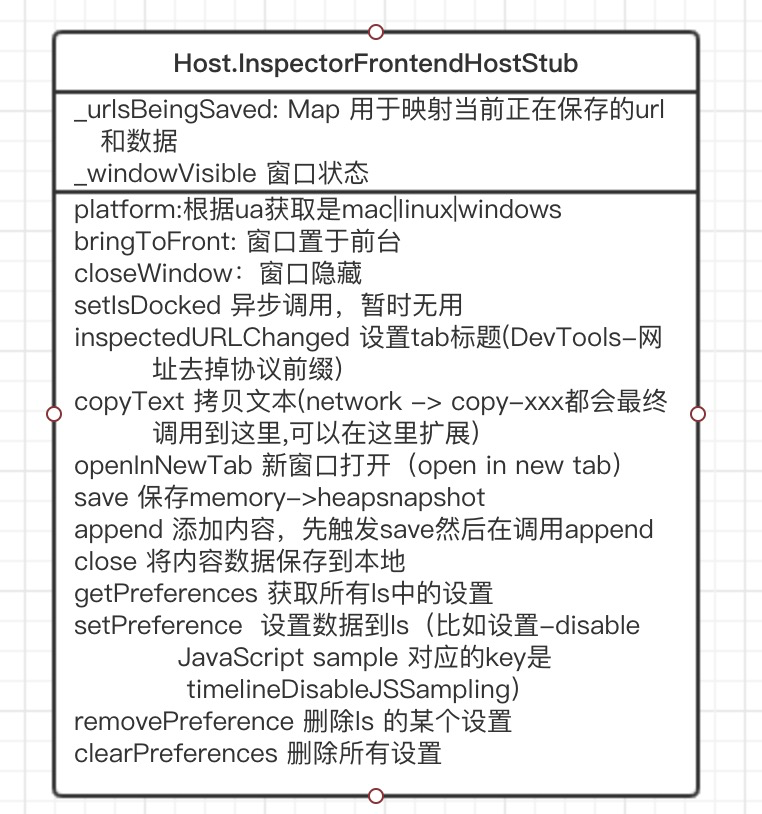 Host.InspectorFrontendHostStub
_urlsBeingSaved: Map 用于映射当前正在保存的url
和数据
_windowVisible 窗口状态
platform:根据ua获取是mac|linux|windows
bringToFront: 窗口置于前台
closeWindow：窗口隐藏
setIsDocked 异步调用，暂时无用
inspectedURLChanged 设置tab标题(DevTools-网
址去掉协议前缀)
copyText 拷贝文本(network -> copy-xxx都会最终
调用到这里,可以在这里扩展)
openInNewTab 新窗口打开（open in new tab）
save 保存memory->heapsnapshot
append 添加内容，先触发save然后在调用append
close 将内容数据保存到本地
getPreferences 获取所有ls中的设置
setPreference 设置数据到ls（比如设置-disable
JavaScript sample 对应的key是
timelineDisableJSSampling）
removePreference 删除ls 的某个设置
clearPreferences 删除所有设置